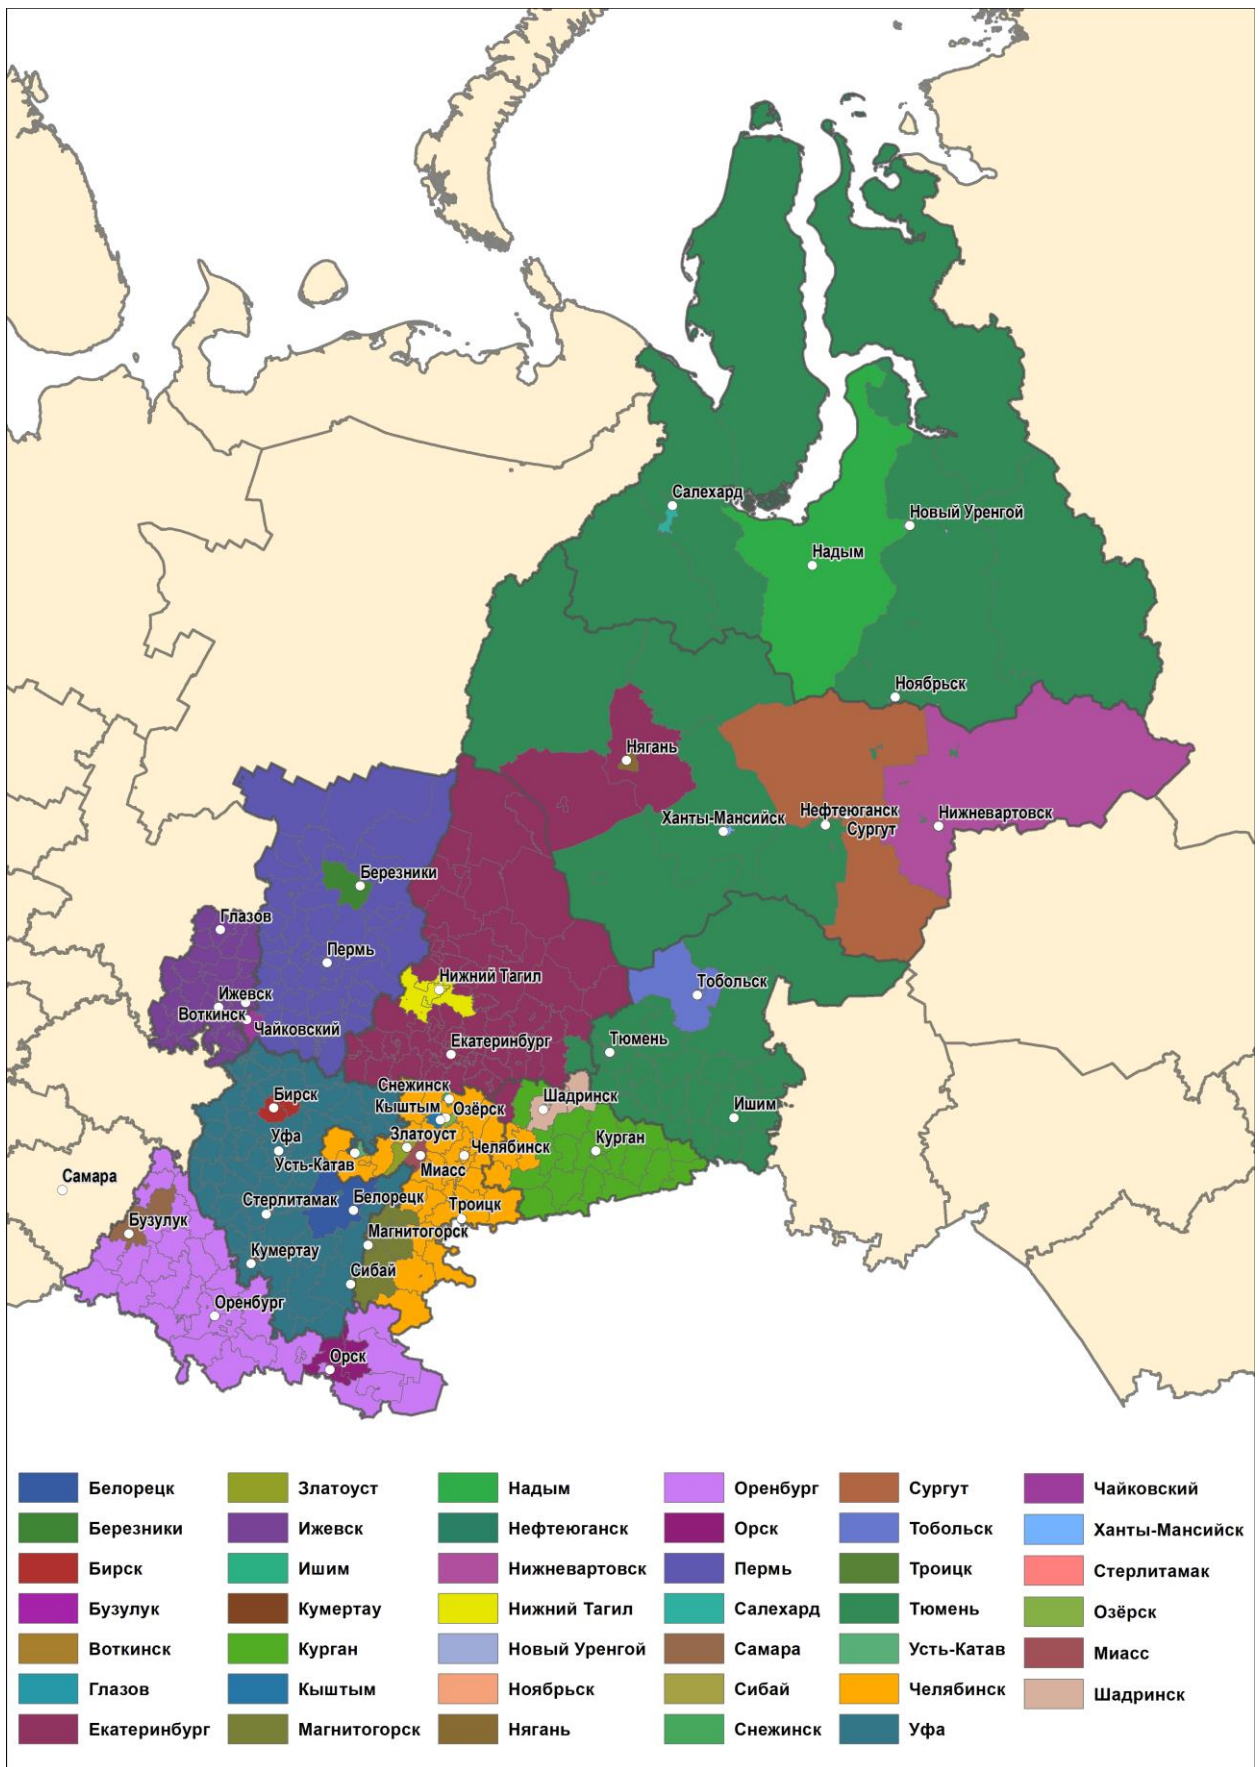 Салехард
Новый Уренгой
Надым
Ноябрьск
Нягань
Ханты-Мансийск
Нефтеюганск
Сургут
Нижневартовск
Березники
Глазов
Пермь
Нижний Тагил
Тобольск
Ижевск
Воткинск
Чайковский
Екатеринбург
Тюмень
Снежинск
Бирск
Кыштым
Озёрск
Шадринск
Ишим
Уфа
Златоуст
Челябинск
Курган
Усть-Катав
Миасс
Самара
Стерлитамак
Белорецк
Троицк
Бузулук
Магнитогорск
Кумертау
Сибай
Оренбург
Орск
Белорецк
Березники
Бирск
Бузулук
Воткинск
Глазов
Екатеринбург
Златоуст
Ижевск
Ишим
Кумертау
Курган
Кыштым
Магнитогорск
Надым
Нефтеюганск
Нижневартовск
Нижний Тагил
Новый Уренгой
Ноябрьск
Нягань
Оренбург
Орск
Пермь
Салехард
Самара
Сибай
Снежинск
Сургут
Тобольск
Троицк
Тюмень
Усть-Катав
Челябинск
Уфа
Чайковский
Ханты-Мансийск
Стерлитамак
Озёрск
Миасс
Шадринск